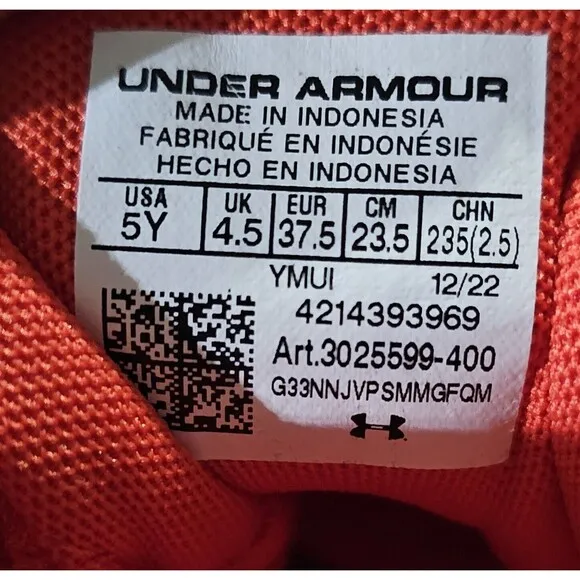 UNDER ARMOUR
MADE IN INDONESIA
FABRIQUÉ EN INDONÉSIE
HECHO EN INDONESIA
USA UK EUR CM CHN
5Y 4.5 37.5 23.5 235(2.5)
YMUI 12/22
4214393969
Art.3025599-400
G33NNJVPSMMGFQM